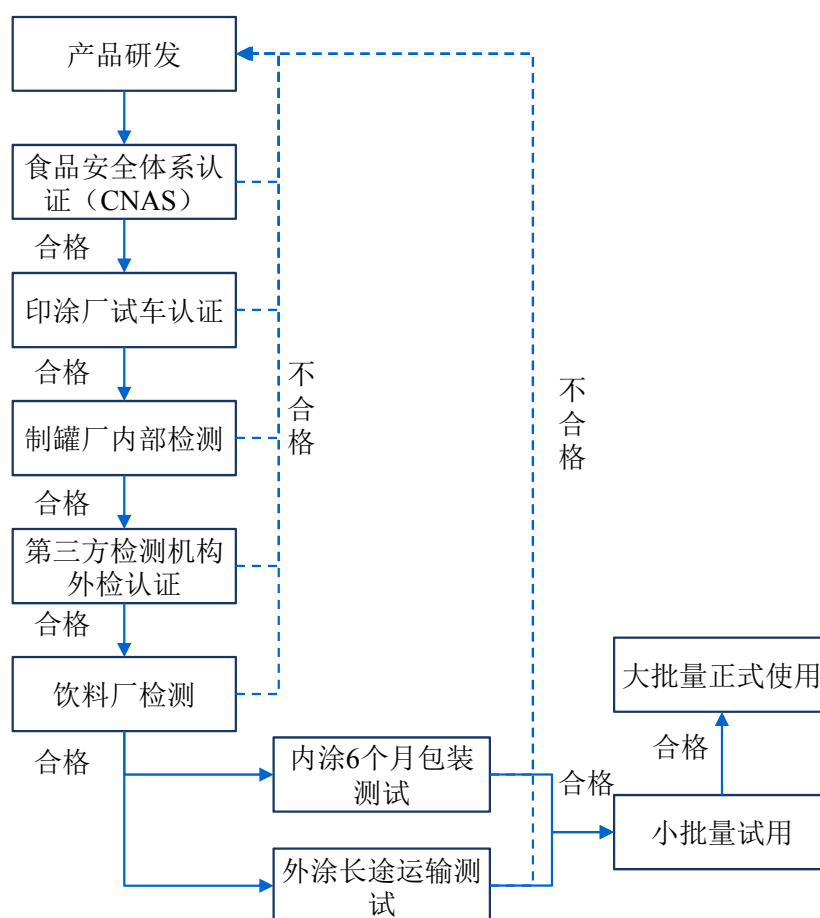 产品研发
食品安全体系认
证（CNAS）
合格
印涂厂试车认证
合格
制罐厂内部检测
合格
第三方检测机构
外检认证
合格
饮料厂检测
合格
不
合
格
不
合
格
内涂6个月包装
测试
外涂长途运输测
试
合格
小批量试用
合格
大批量正式使用